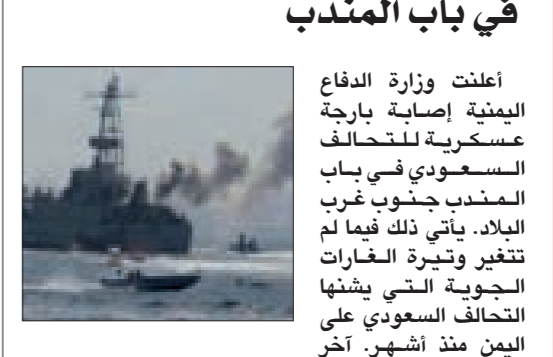 في باب المندب
أعلنت وزارة الدفاع
اليمنية إصابة بارجة
عسكرية للتحالف
السعودي في باب
المندب جنوب غرب
البلاد. يأتي ذلك فيما لم
تتغير وتيرة الغارات
الجوية التي يشنها
التحالف السعودي على
اليمن منذ أشهر. آخر